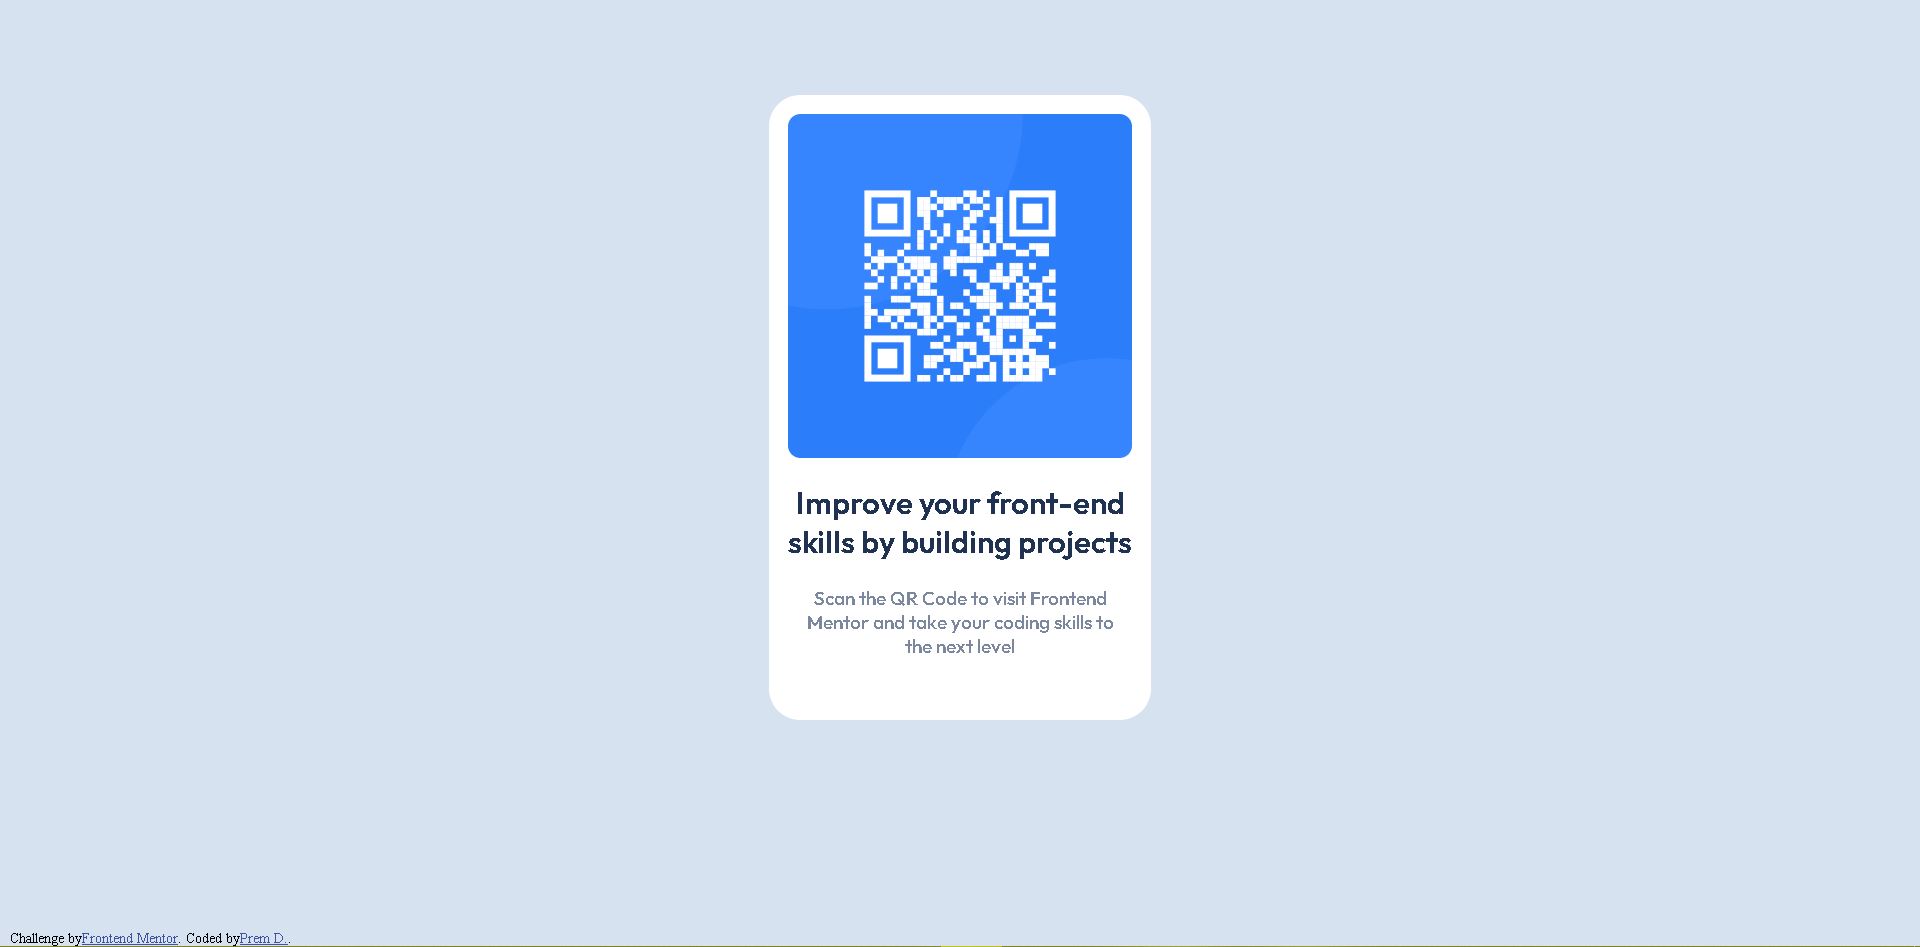 Improve your front-end
skills by building projects
Scan the QR Code to visit Frontend
Mentor and take your coding skills to
the next level
Challenge byFrontend Mentor. Coded byPrem D..